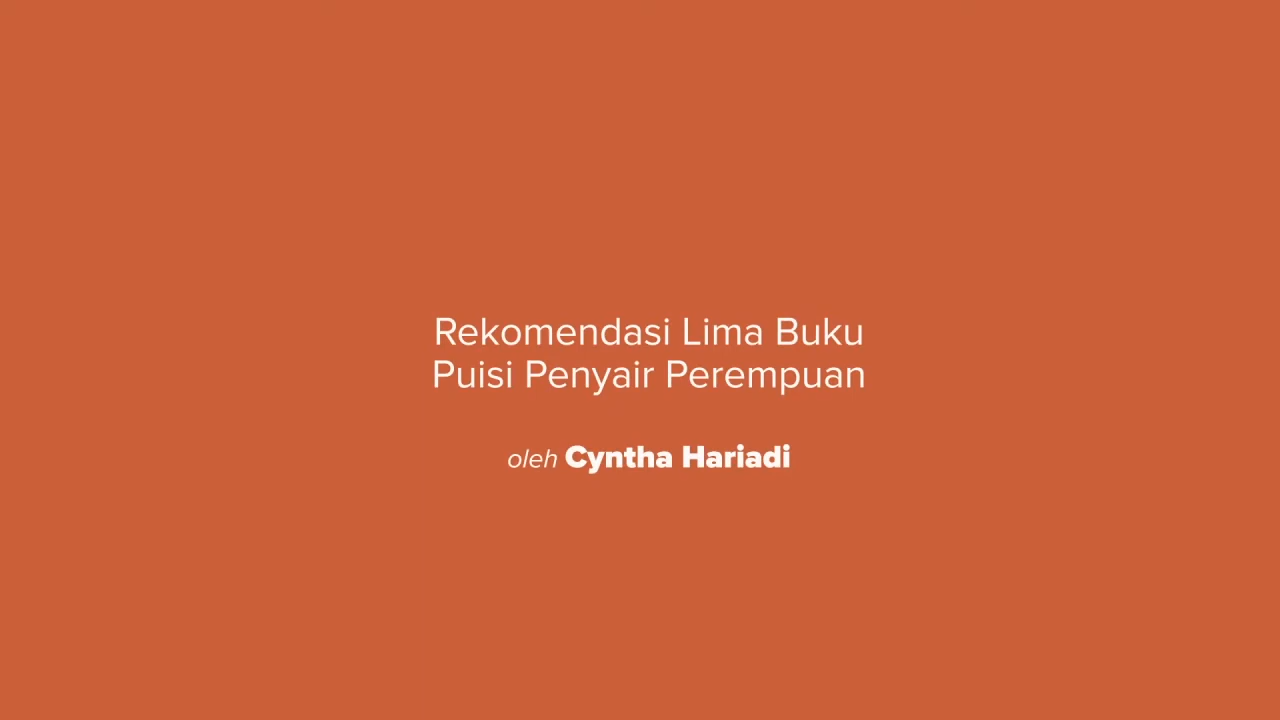 Rekomendasi Lima Buku
Puisi Penyair Perempuan
oleh Cyntha Hariadi